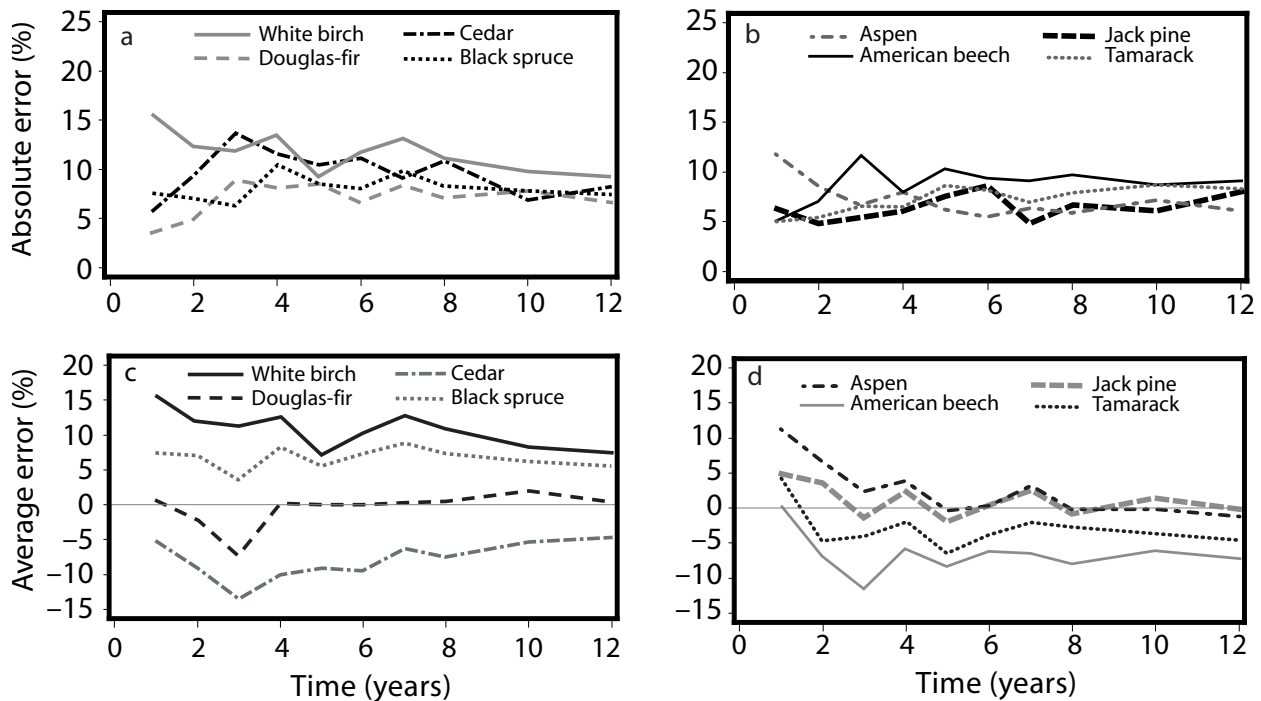 Absolute error (%)
25
20
15
10
5
0
a
White birch
Douglas-fir
Cedar
Black spruce
0 2 4 6 8 10 12
25
20
15
10
5
0
b
Aspen
American beech
Jack pine
Tamarack
0 2 4 6 8 10 12
Average error (%)
20
15
10
5
0
−5
−10
−15
c
White birch
Douglas-fir
Cedar
Black spruce
0 2 4 6 8 10 12
Time (years)
20
15
10
5
0
−5
−10
−15
d
Aspen
American beech
Jack pine
Tamarack
0 2 4 6 8 10 12
Time (years)